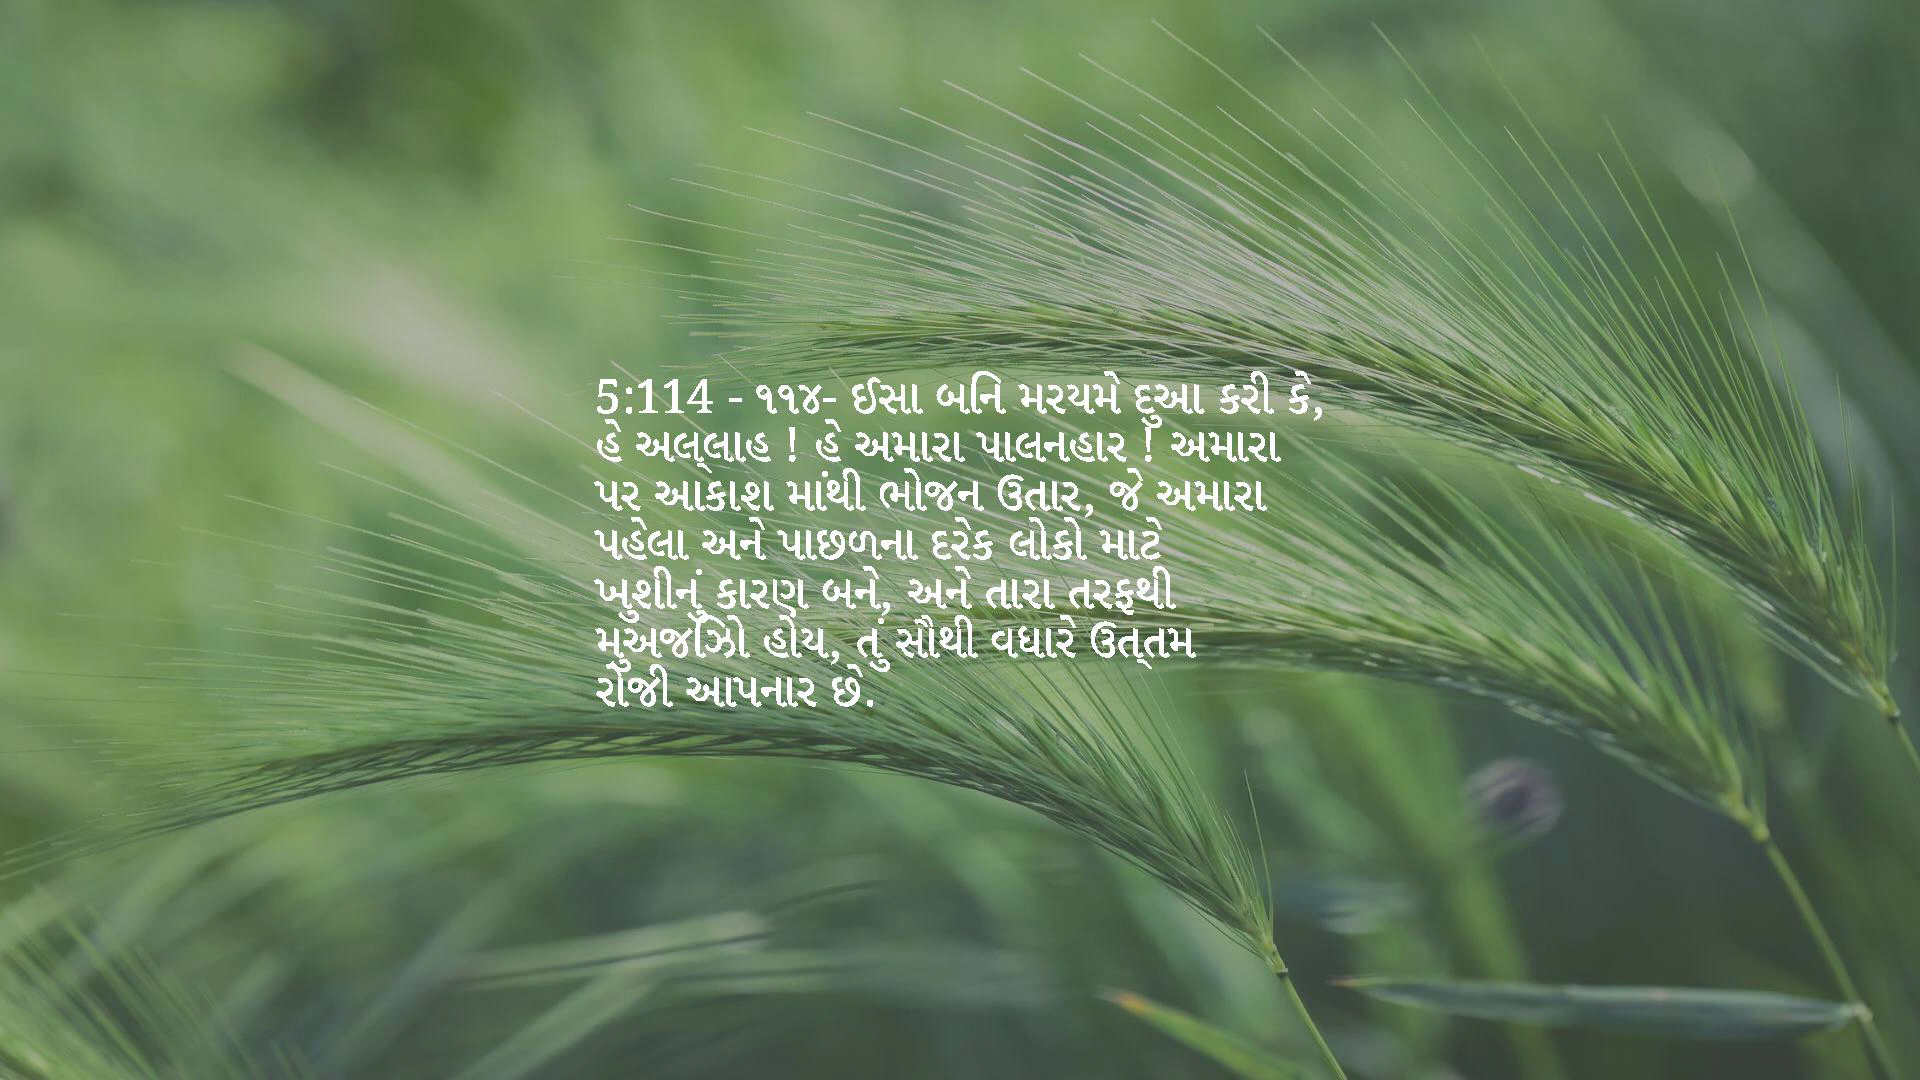 5:114 - ૧૧૪- ઈસા બનિ મરયમે દુઆ કરી કે,
હે અલ્લાહ ! હે અમારા પાલનહાર ! અમારા
પર આકાશ માંથી ભોજન ઉતાર, જે અમારા
પહેલા અને પાછળના દરેક લોકો માટે
ખુશીનું કારણ બને, અને તારા તરફથી
મુઅજિઝો હોય, તું સૌથી વધારે ઉત્તમ
રોજી આપનાર છે.